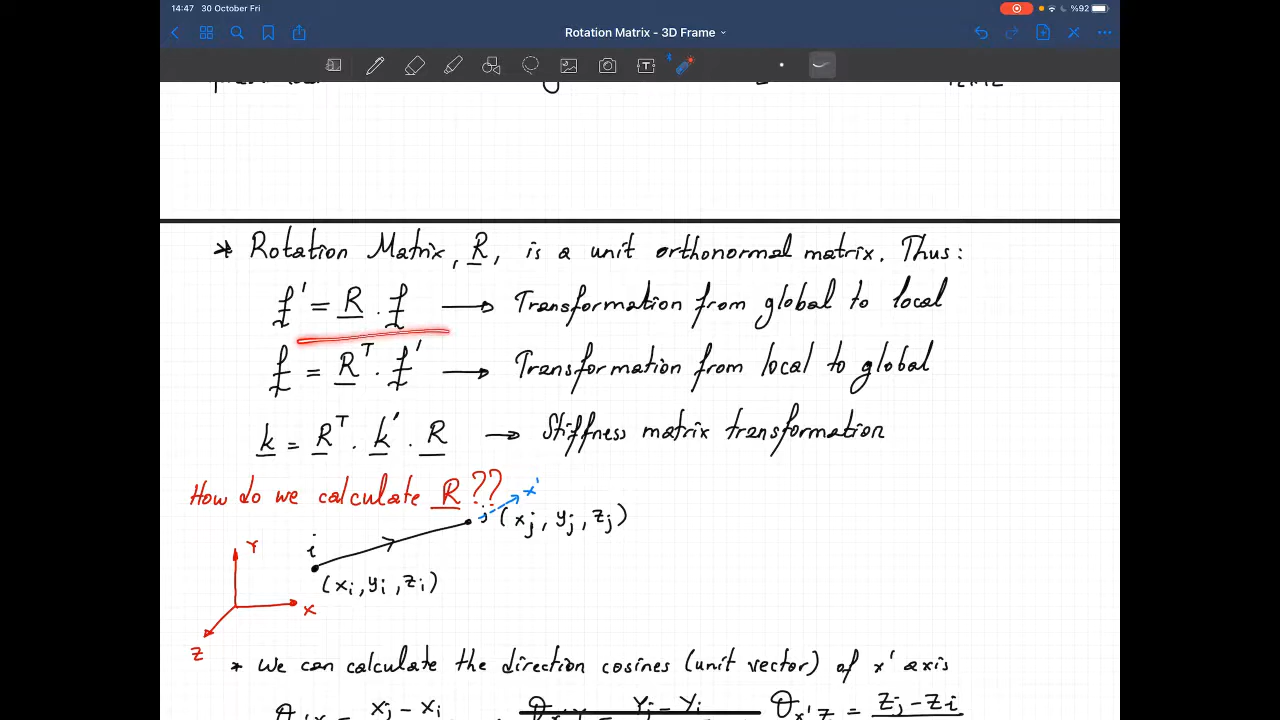 14:47 30 October Fri
%92
Rotation Matrix - 3D Frame
* Rotation Matrix, R, is a unit orthonormal matrix. Thus:
f' = R . f → Transformation from global to local
f = R^T . f' → Transformation from local to global
k = R^T . k' . R → Stiffness matrix transformation
How do we calculate R??
x'
j (xj, yj, zj)
i
(xi, yi, zi)
Y
X
Z
* We can calculate the direction cosines (unit vector) of x' axis
xj - xi
Yj - Yi
θx'z = Zj - Zi